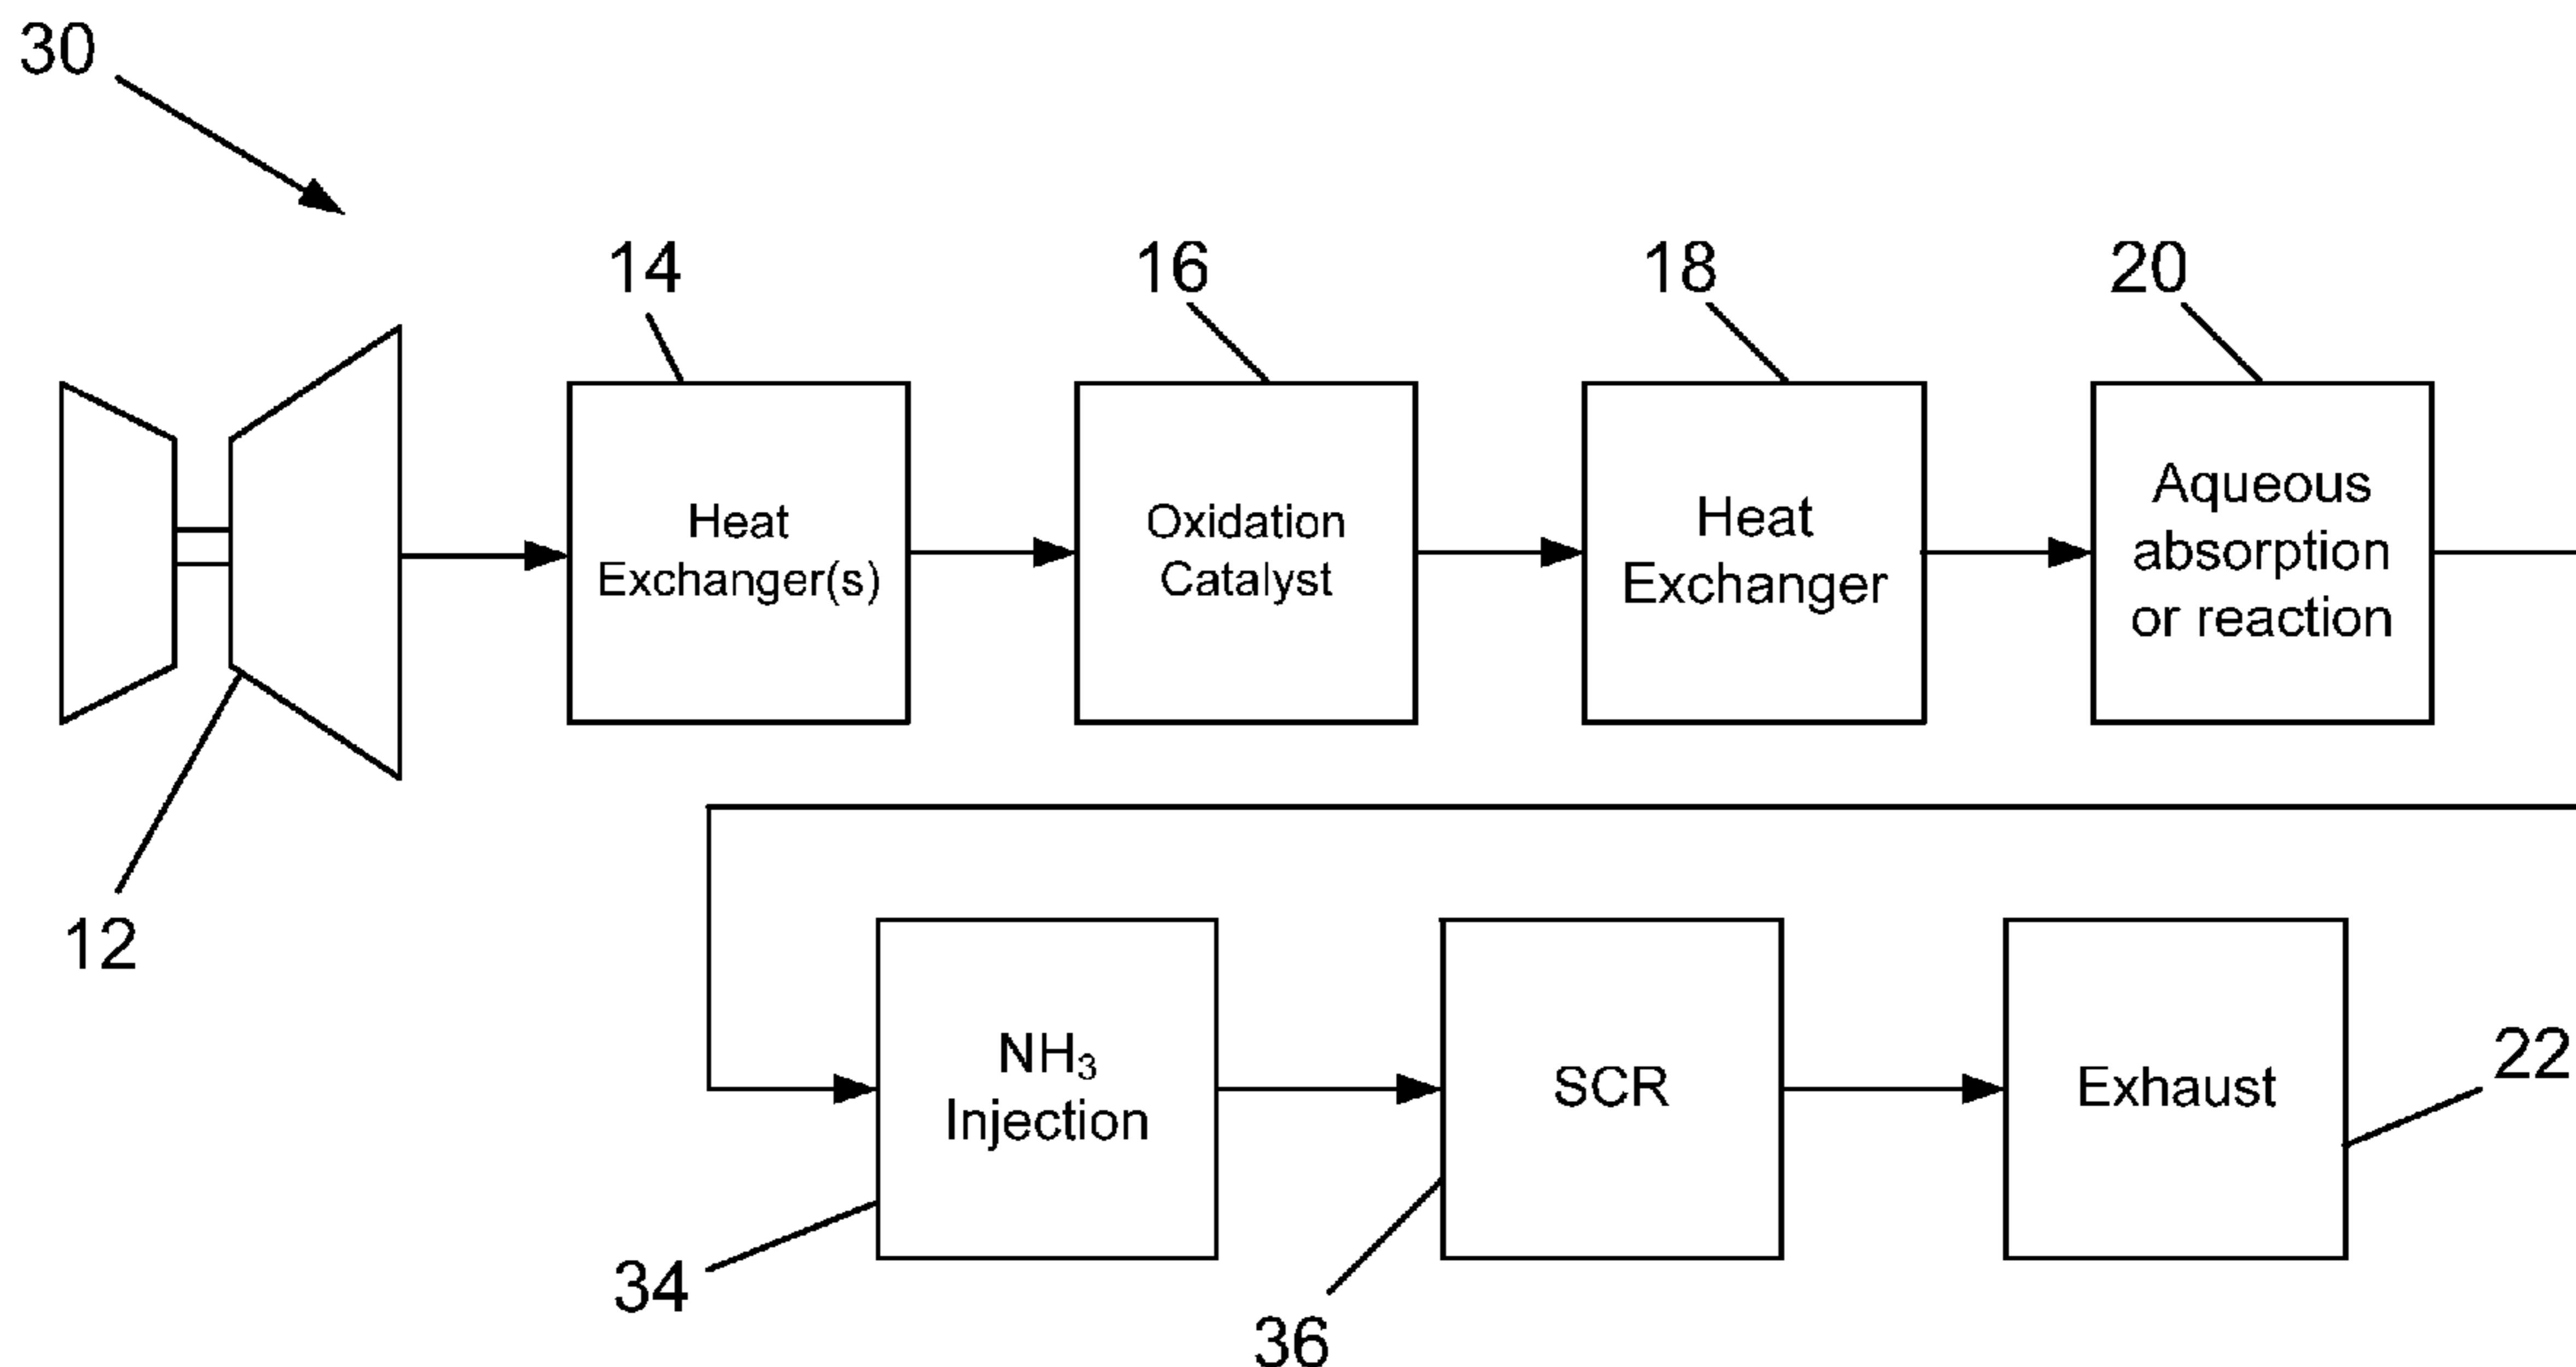 30
14
16
18
20
Heat
Exchanger(s)
Oxidation
Catalyst
Heat
Exchanger
Aqueous
absorption
or reaction
12
NH₃
Injection
SCR
Exhaust
22
34
36